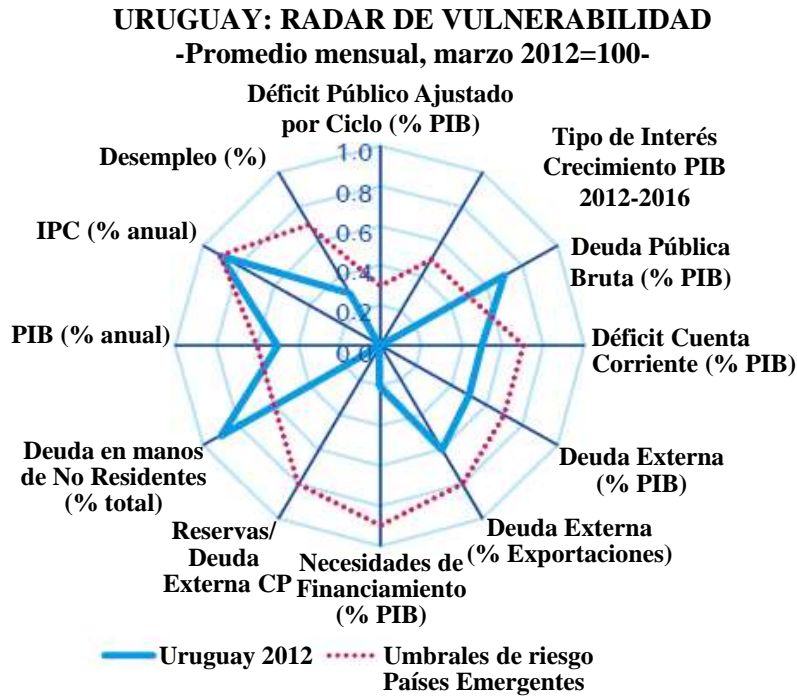 URUGUAY: RADAR DE VULNERABILIDAD
-Promedio mensual, marzo 2012=100-
Déficit Público Ajustado
por Ciclo (% PIB)
Tipo de Interés
Crecimiento PIB
2012-2016
Deuda Pública
Bruta (% PIB)
Déficit Cuenta
Corriente (% PIB)
Deuda Externa
(% PIB)
Deuda Externa
(% Exportaciones)
Necesidades de
Financiamiento
(% PIB)
Reservas/
Deuda
Externa CP
Deuda en manos
de No Residentes
(% total)
PIB (% anual)
IPC (% anual)
Desempleo (%)
1.0
0.8
0.6
0.4
0.2
0.0
Uruguay 2012
Umbrales de riesgo
Países Emergentes